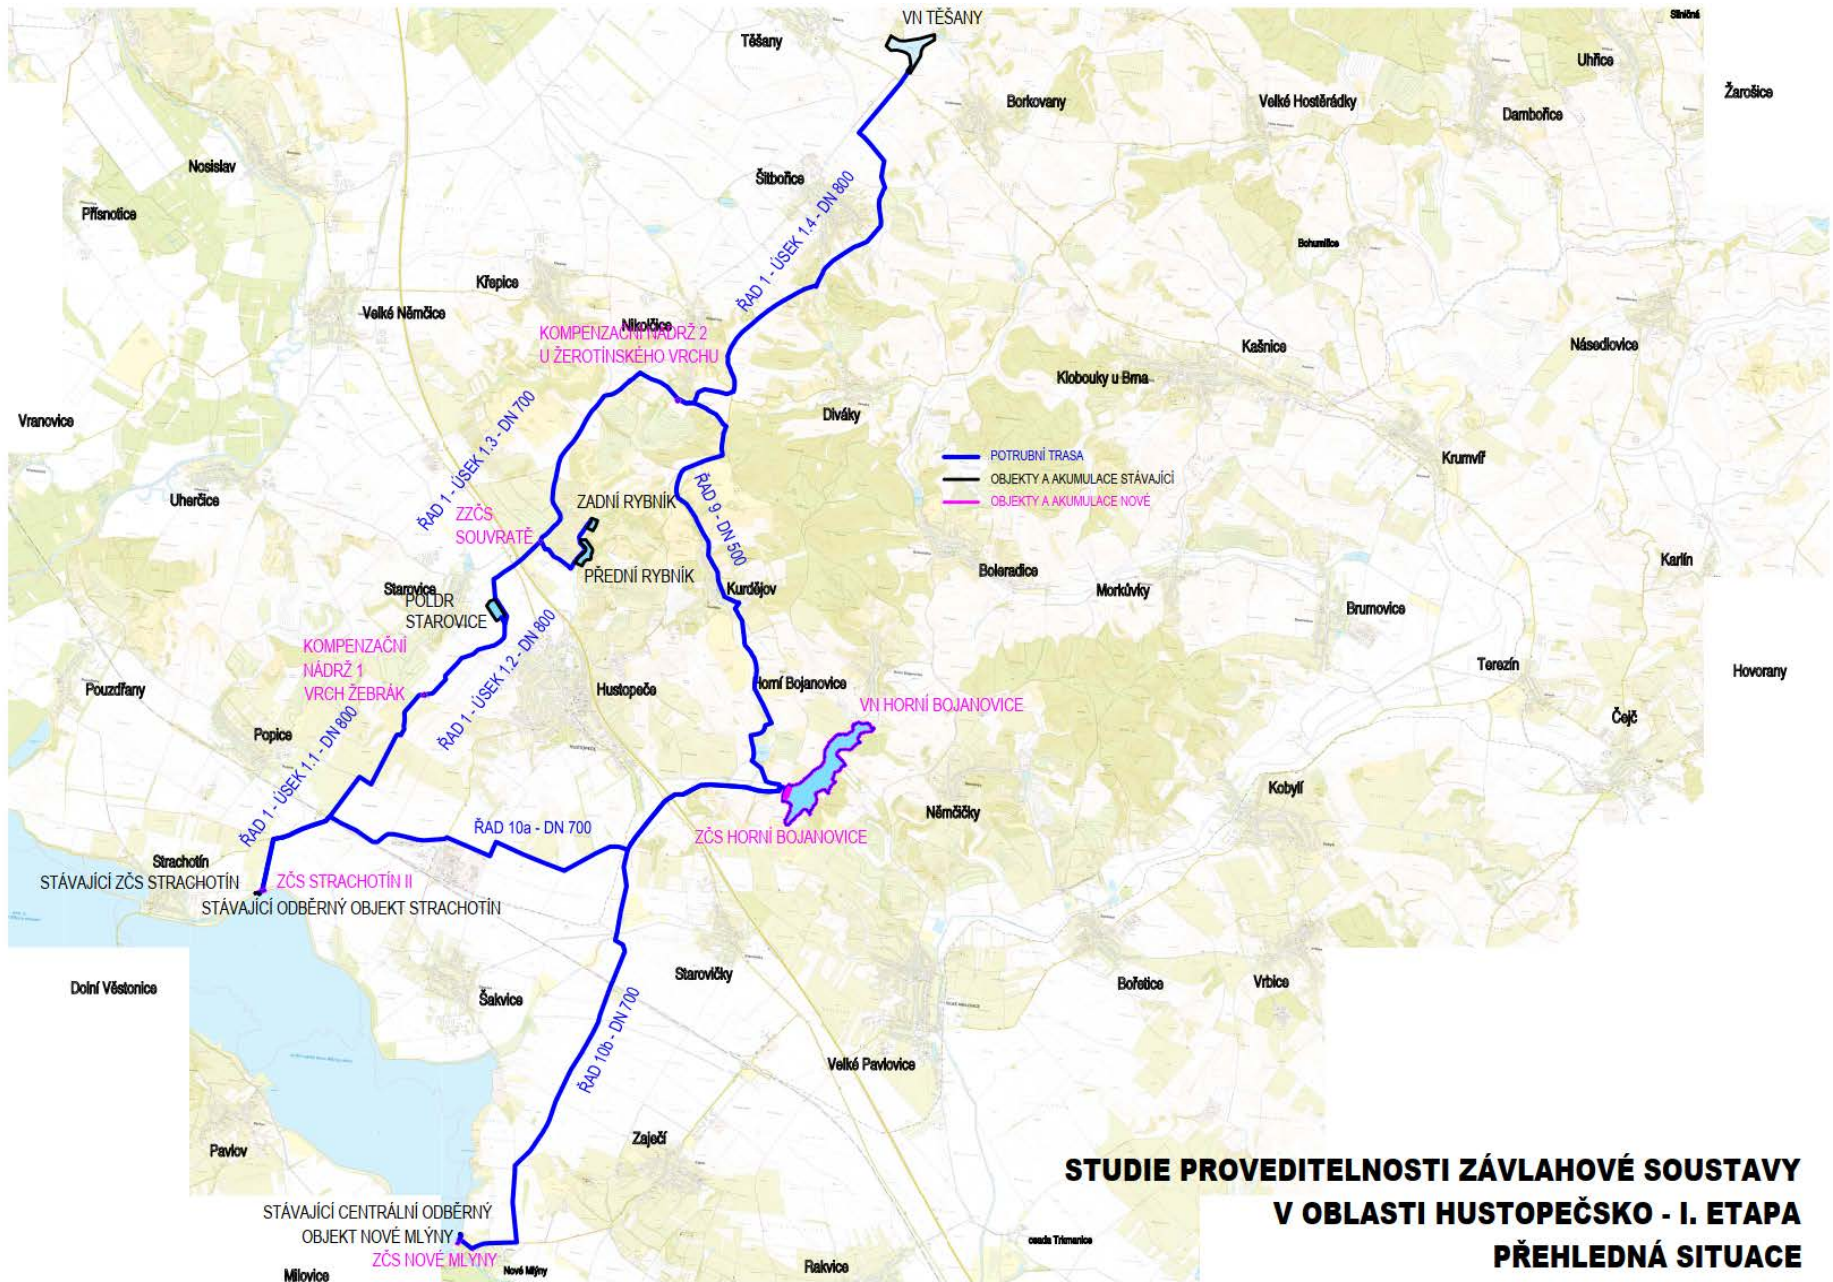 VN TĚŠANY
Těšany
Uhřice
Žarošice
Borkovany
Velké Hostěrádky
Dambořice
Nosislav
Šitbořice
Přísnotice
ŘAD 1 - ÚSEK 1.4 - DN 800
Bohumilice
Křepice
Velké Němčice
Nikolčice
KOMPENZAČNÍ NÁDRŽ 2
U ŽEROTÍNSKÉHO VRCHU
Kašnice
Násedlovice
Klobouky u Brna
Vranovice
Diváky
ŘAD 1 - ÚSEK 1.3 - DN 700
POTRUBNÍ TRASA
OBJEKTY A AKUMULACE STÁVAJÍCÍ
OBJEKTY A AKUMULACE NOVÉ
Krumvíř
Uherčice
ZADNÍ RYBNÍK
ŘAD 9 - DN 500
ZZČS
SOUVRATĚ
PŘEDNÍ RYBNÍK
Boleradice
Karlín
Starovice
POLDR
STAROVICE
Kurdějov
Morkůvky
Brumovice
KOMPENZAČNÍ
NÁDRŽ 1
VRCH ŽEBRÁK
ŘAD 1 - ÚSEK 1.2 - DN 800
Terezín
Hovorany
Pouzdřany
Hustopeče
Horní Bojanovice
VN HORNÍ BOJANOVICE
Čejč
Popice
ŘAD 1 - ÚSEK 1.1 - DN 800
HUSTOPEČE
Kobylí
Němčičky
ŘAD 10a - DN 700
ZČS HORNÍ BOJANOVICE
Strachotín
STÁVAJÍCÍ ZČS STRACHOTÍN
ZČS STRACHOTÍN II
STÁVAJÍCÍ ODBĚRNÝ OBJEKT STRACHOTÍN
Starovičky
Dolní Věstonice
Šakvice
Bořetice
Vrbice
ŘAD 10b - DN 700
Velké Pavlovice
Zaječí
Pavlov
STUDIE PROVEDITELNOSTI ZÁVLAHOVÉ SOUSTAVY
V OBLASTI HUSTOPEČSKO - I. ETAPA
PŘEHLEDNÁ SITUACE
STÁVAJÍCÍ CENTRÁLNÍ ODBĚRNÝ
OBJEKT NOVÉ MLÝNY
ZČS NOVÉ MLÝNY
Nové Mlýny
Milovice
Rakvice
osada Trkmanice